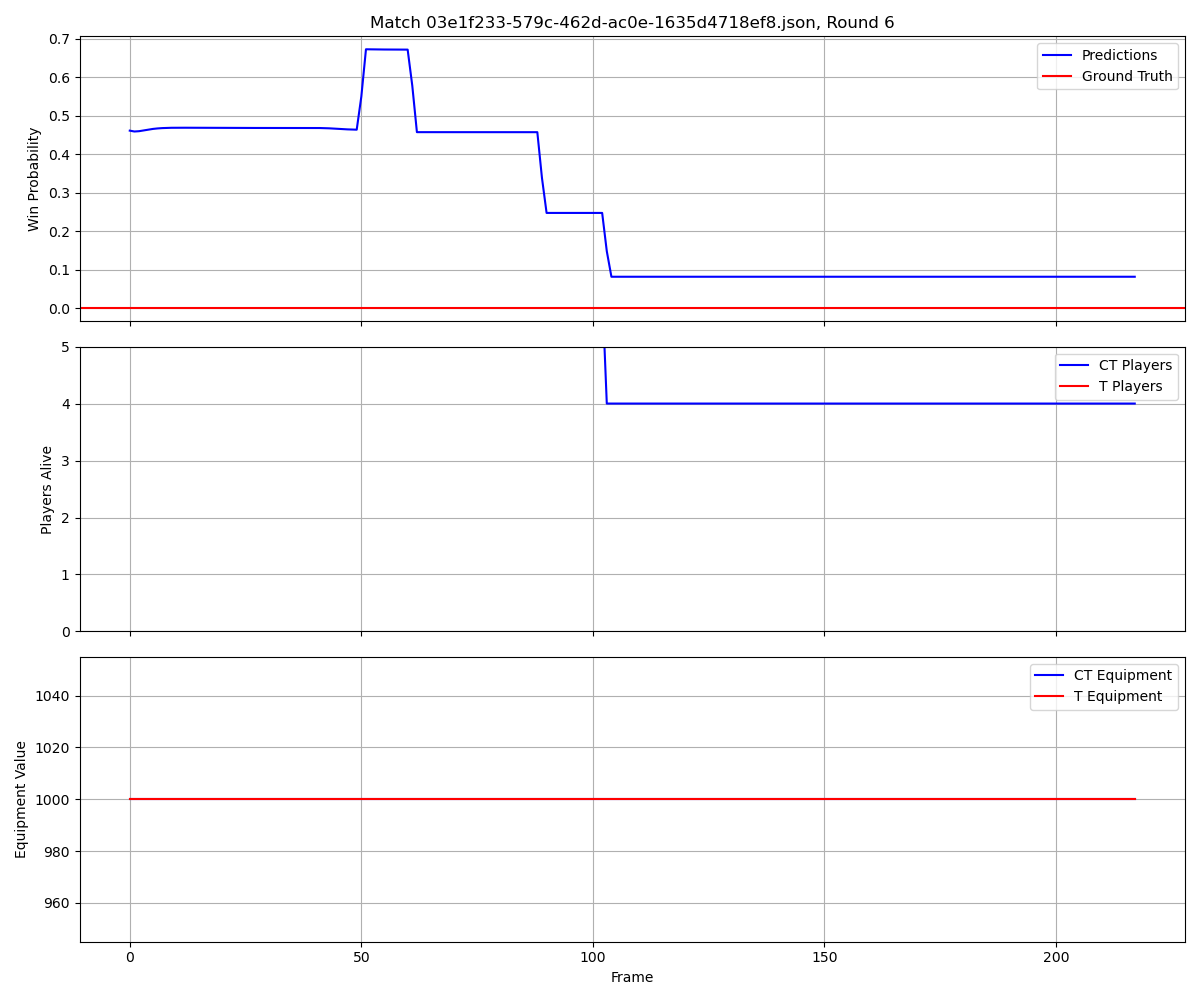 Match 03e1f233-579c-462d-ac0e-1635d4718ef8.json, Round 6
0.7
0.6
0.5
0.4
0.3
0.2
0.1
0.0
Win Probability
Predictions
Ground Truth
5
4
3
2
1
0
Players Alive
CT Players
T Players
1040
1020
1000
980
960
Equipment Value
CT Equipment
T Equipment
0 50 100 150 200
Frame